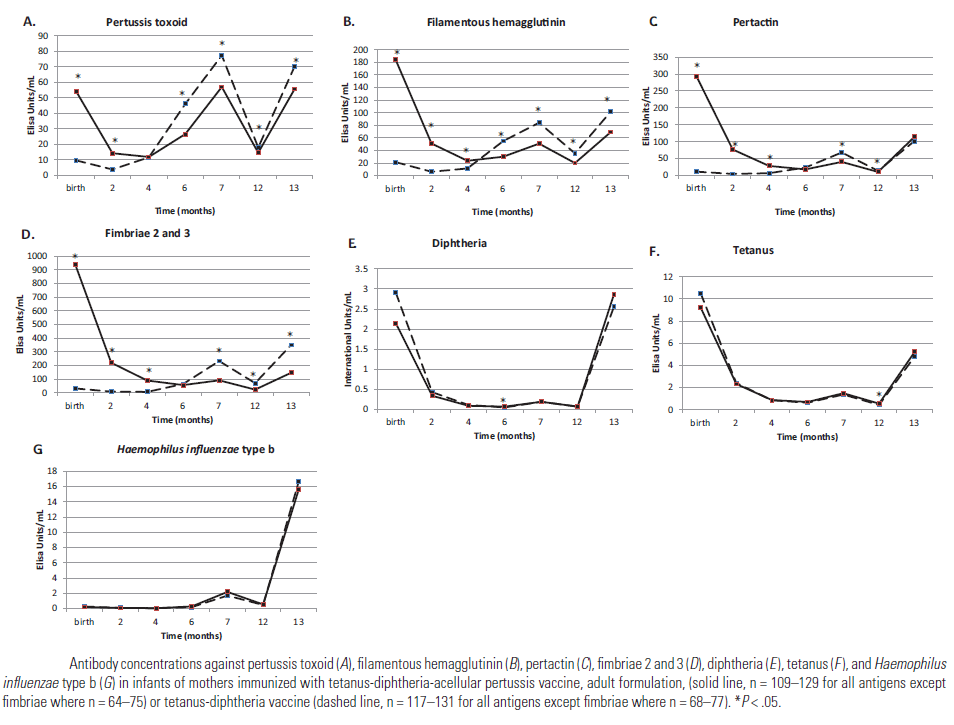 A. Pertussis toxoid
Elisa Units/mL
90
80
70
60
50
40
30
20
10
0
* * * * * *
birth 2 4 6 7 12 13
Time (months)
B. Filamentous hemagglutinin
Elisa Units/mL
200
180
160
140
120
100
80
60
40
20
0
* * * * * * *
birth 2 4 6 7 12 13
Time (months)
C Pertactin
Elisa Units/mL
350
300
250
200
150
100
50
0
* * * * *
birth 2 4 6 7 12 13
Time (months)
D. Fimbriae 2 and 3
Elisa Units/mL
1000
900
800
700
600
500
400
300
200
100
0
* * * * * *
birth 2 4 6 7 12 13
Time (months)
E. Diphtheria
International Units/mL
3.5
3
2.5
2
1.5
1
0.5
0
*
birth 2 4 6 7 12 13
Time (months)
F. Tetanus
Elisa Units/mL
12
10
8
6
4
2
0
*
birth 2 4 6 7 12 13
Time (months)
G Haemophilus influenzae type b
Elisa Units/mL
18
16
14
12
10
8
6
4
2
0
birth 2 4 6 7 12 13
Time (months)
Antibody concentrations against pertussis toxoid (A), filamentous hemagglutinin (B), pertactin (C), fimbriae 2 and 3 (D), diphtheria (E), tetanus (F), and Haemophilus
influenzae type b (G) in infants of mothers immunized with tetanus-diphtheria-acellular pertussis vaccine, adult formulation, (solid line, n = 109–129 for all antigens except
fimbriae where n = 64–75) or tetanus-diphtheria vaccine (dashed line, n = 117–131 for all antigens except fimbriae where n = 68–77). *P < .05.